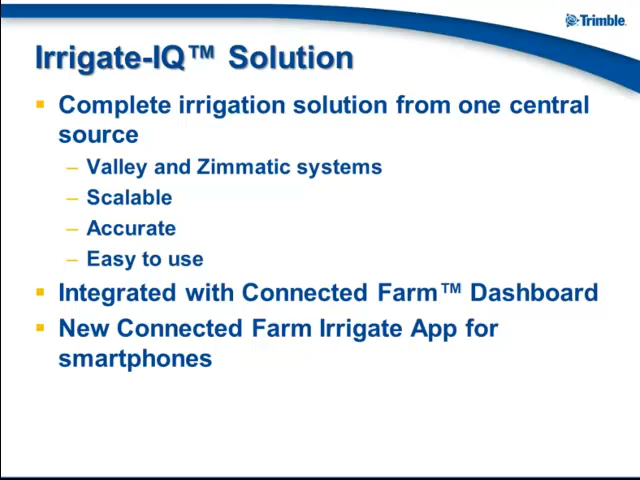 Trimble.
Irrigate-IQ™ Solution
▪ Complete irrigation solution from one central
source
– Valley and Zimmatic systems
– Scalable
– Accurate
– Easy to use
▪ Integrated with Connected Farm™ Dashboard
▪ New Connected Farm Irrigate App for
smartphones